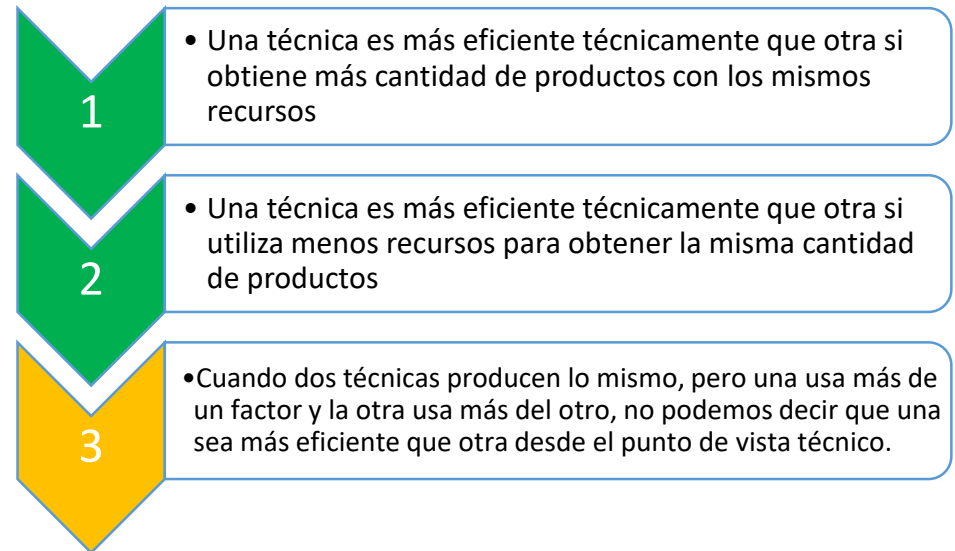 1
• Una técnica es más eficiente técnicamente que otra si
obtiene más cantidad de productos con los mismos
recursos
2
• Una técnica es más eficiente técnicamente que otra si
utiliza menos recursos para obtener la misma cantidad
de productos
3
•Cuando dos técnicas producen lo mismo, pero una usa más de
un factor y la otra usa más del otro, no podemos decir que una
sea más eficiente que otra desde el punto de vista técnico.